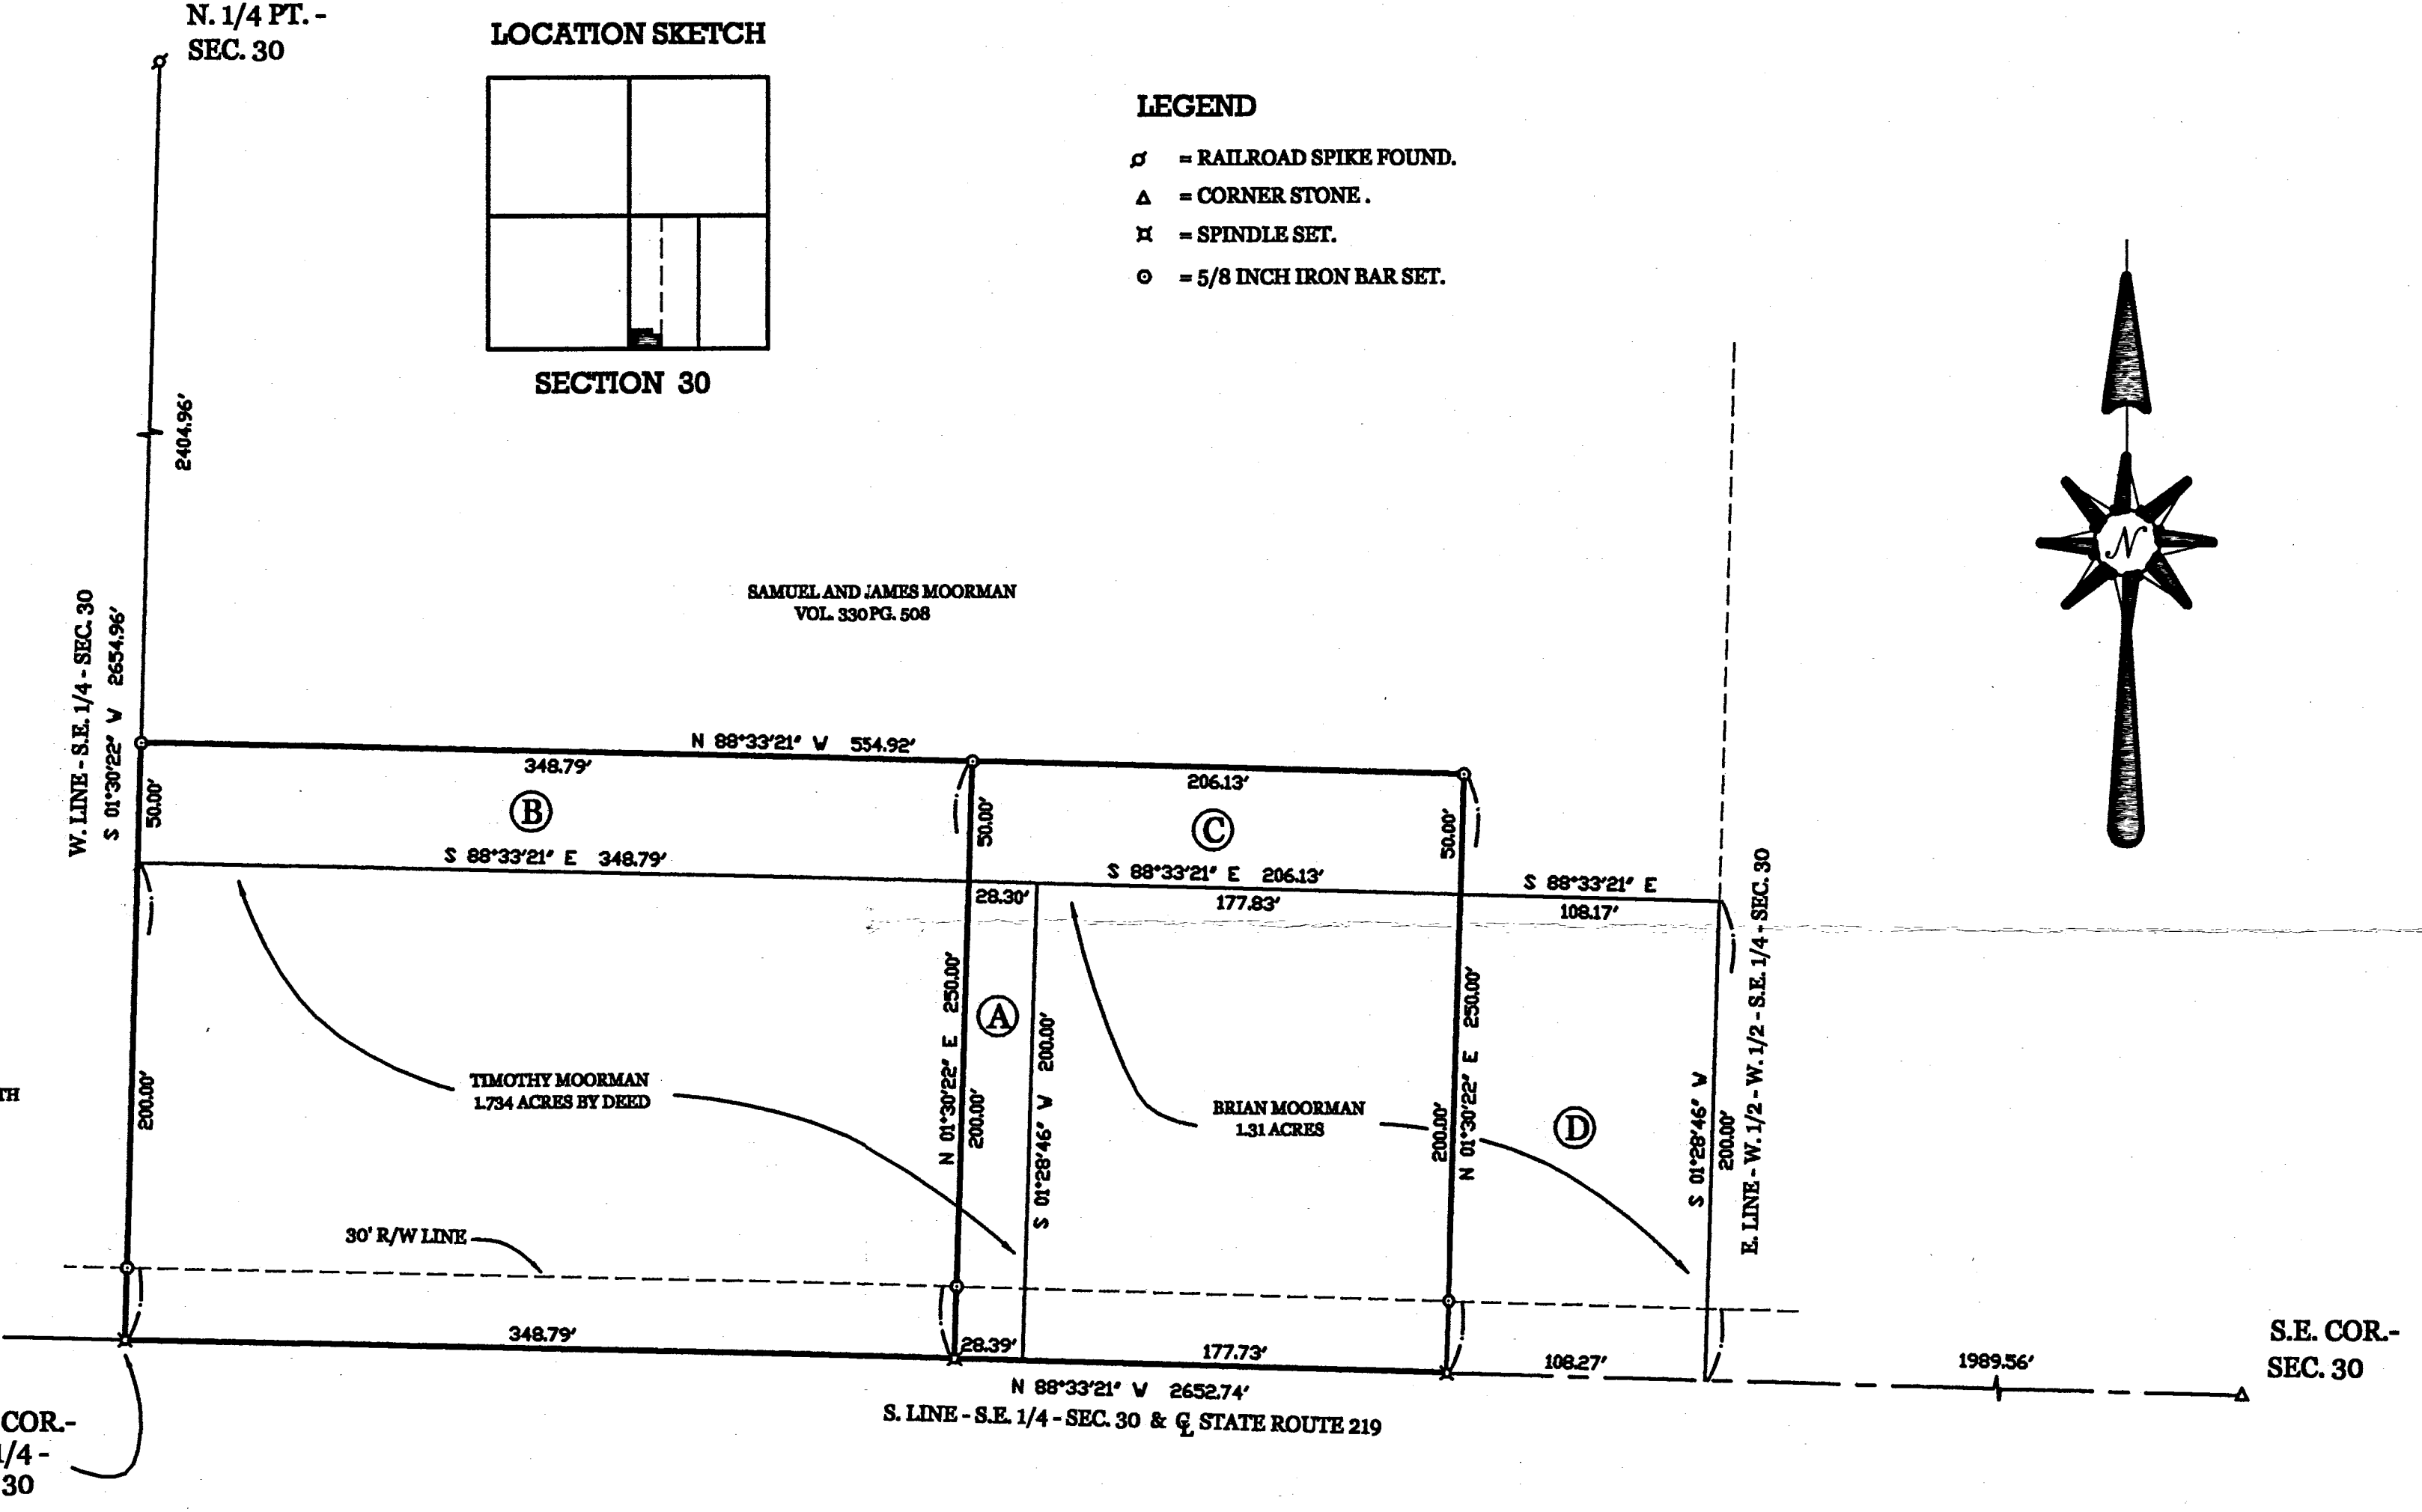 N. 1/4 PT. -
SEC. 30
LOCATION SKETCH
SECTION 30
LEGEND
= RAILROAD SPIKE FOUND.
= CORNER STONE.
= SPINDLE SET.
= 5/8 INCH IRON BAR SET.
N
2404.96'
W. LINE - S.E. 1/4 - SEC. 30
S 01°30'22" W 2654.96'
SAMUEL AND JAMES MOORMAN
VOL. 330 PG. 508
N 88°33'21" W 554.92'
348.79'
206.13'
50.00'
B
50.00'
C
50.00'
S 88°33'21" E 348.79'
S 88°33'21" E 206.13'
S 88°33'21" E
28.30'
177.83'
108.17'
E. LINE - W. 1/2 - W. 1/2 - S.E. 1/4 - SEC. 30
N 01°30'22" E 250.00'
200.00'
A
S 01°28'46" W 200.00'
N 01°30'22" E 250.00'
200.00'
S 01°28'46" W
200.00'
D
200.00'
TH
TIMOTHY MOORMAN
1.734 ACRES BY DEED
BRIAN MOORMAN
1.31 ACRES
30' R/W LINE
348.79'
28.39'
177.73'
108.27'
1989.56'
S.E. COR.-
SEC. 30
N 88°33'21" W 2652.74'
S. LINE - S.E. 1/4 - SEC. 30 & ℄ STATE ROUTE 219
COR.-
1/4 -
30